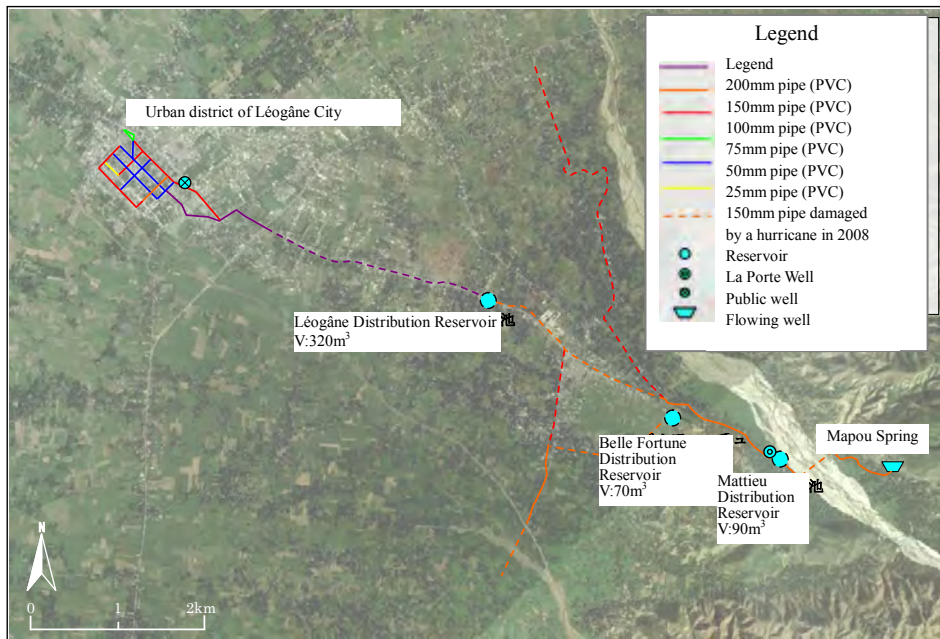 Legend
Legend
200mm pipe (PVC)
150mm pipe (PVC)
100mm pipe (PVC)
75mm pipe (PVC)
50mm pipe (PVC)
25mm pipe (PVC)
150mm pipe damaged
by a hurricane in 2008
Reservoir
La Porte Well
Public well
Flowing well
Urban district of Léogâne City
Léogâne Distribution Reservoir
V:320m³
池
Belle Fortune
Distribution
Reservoir
V:70m³
Mattieu
Distribution
Reservoir
V:90m³
池
Mapou Spring
N
0 1 2km